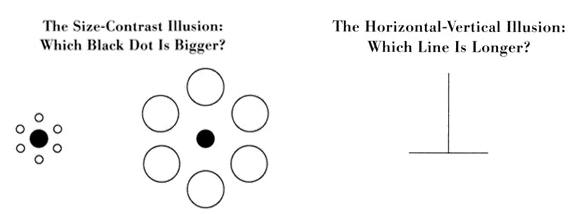 The Size-Contrast Illusion:
Which Black Dot Is Bigger?
The Horizontal-Vertical Illusion:
Which Line Is Longer?